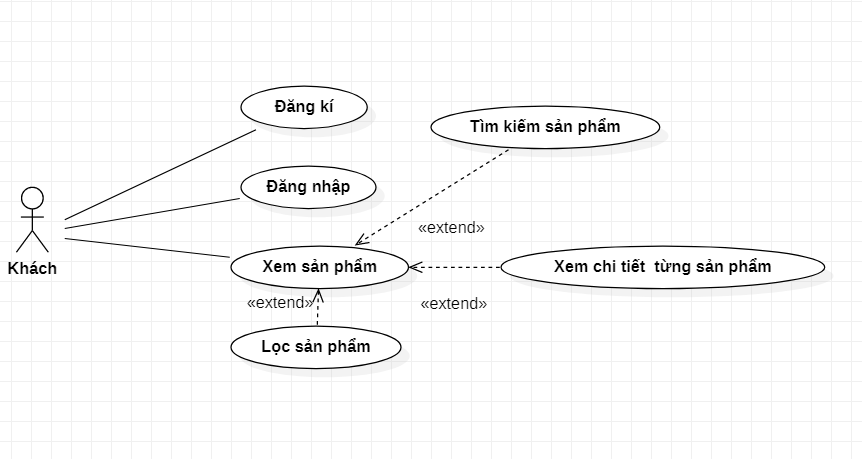 Đăng kí
Tìm kiếm sản phẩm
Đăng nhập
«extend»
Khách
Xem sản phẩm
Xem chi tiết từng sản phẩm
«extend»
«extend»
Lọc sản phẩm